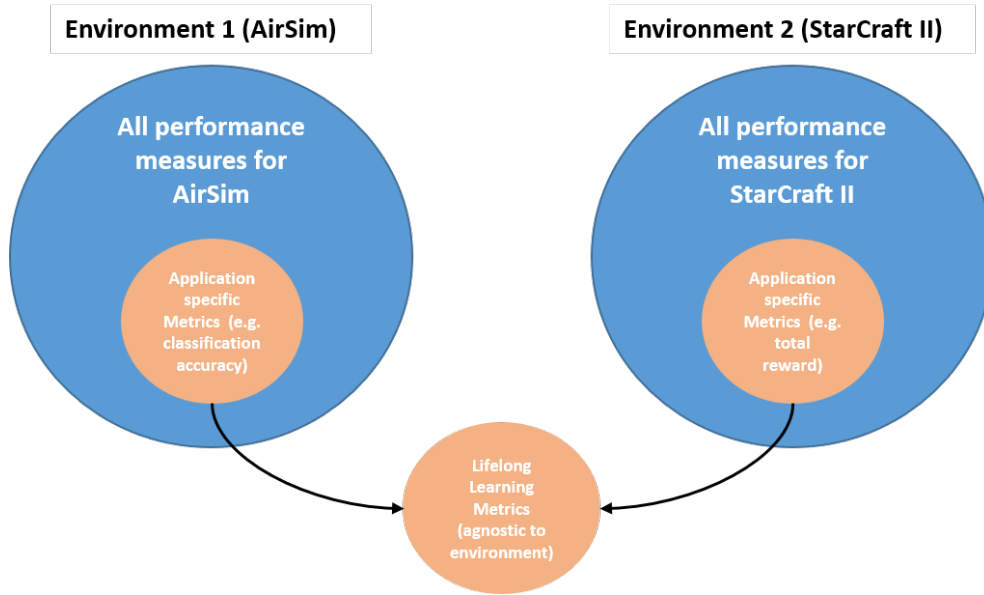 Environment 1 (AirSim)
Environment 2 (StarCraft II)
All performance
measures for
AirSim
All performance
measures for
StarCraft II
Application
specific
Metrics (e.g.
classification
accuracy)
Application
specific
Metrics (e.g.
total
reward)
Lifelong
Learning
Metrics
(agnostic to
environment)